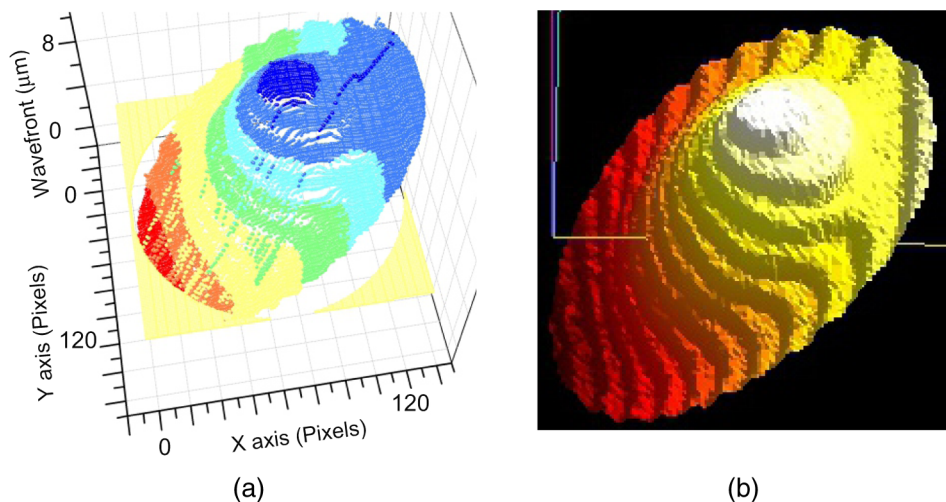 8
Wavefront (μm)
0
0
Y axis (Pixels)
120
0
X axis (Pixels)
120
(a)
(b)